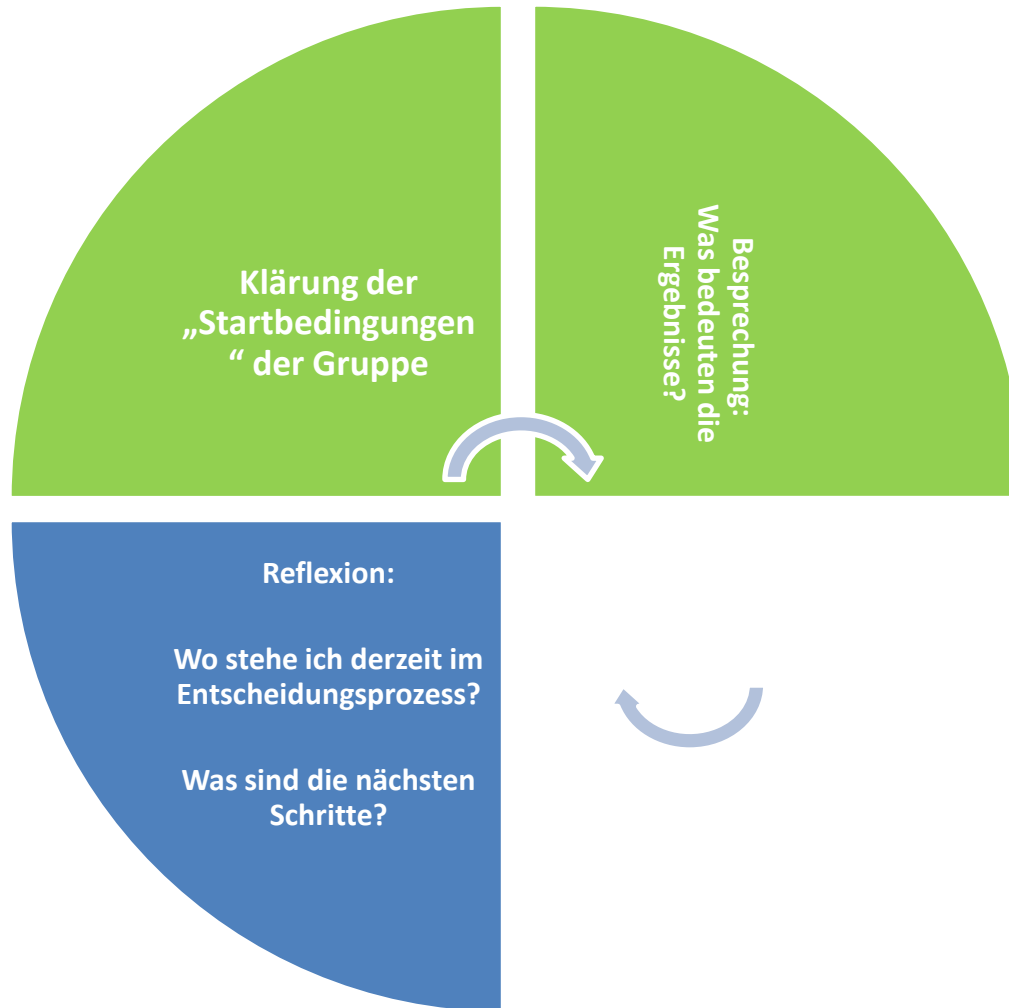 Klärung der
„Startbedingungen
“ der Gruppe
Besprechung:
Was bedeuten die
Ergebnisse?
Reflexion:
Wo stehe ich derzeit im
Entscheidungsprozess?
Was sind die nächsten
Schritte?